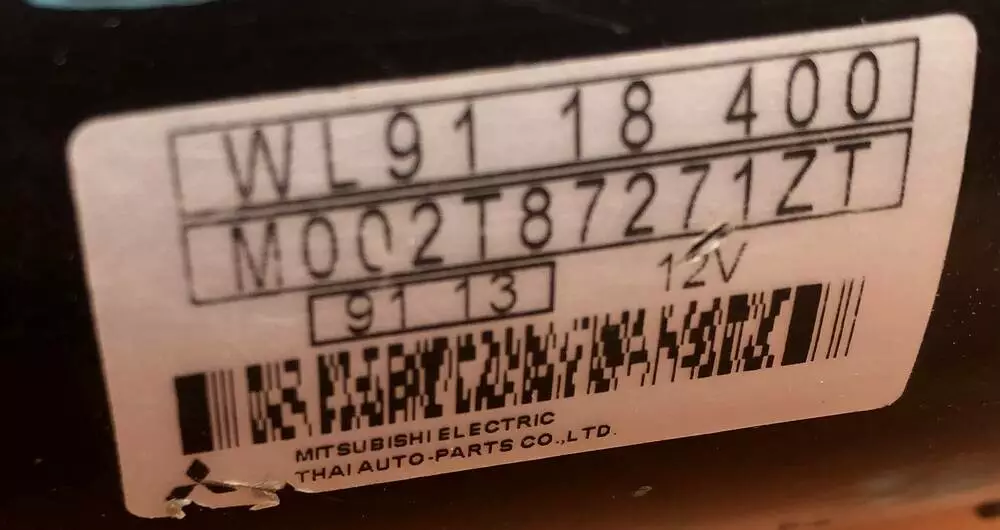 WL91 18 400
M002T87271ZT
91 13
12V
MITSUBISHI ELECTRIC
THAI AUTO-PARTS CO.,LTD.